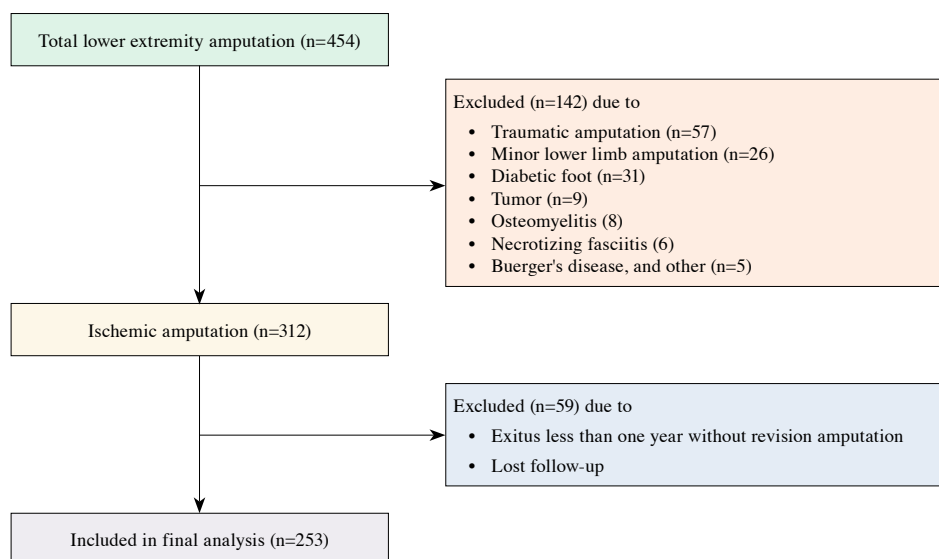 Total lower extremity amputation (n=454)
Excluded (n=142) due to
• Traumatic amputation (n=57)
• Minor lower limb amputation (n=26)
• Diabetic foot (n=31)
• Tumor (n=9)
• Osteomyelitis (8)
• Necrotizing fasciitis (6)
• Buerger's disease, and other (n=5)
Ischemic amputation (n=312)
Excluded (n=59) due to
• Exitus less than one year without revision amputation
• Lost follow-up
Included in final analysis (n=253)